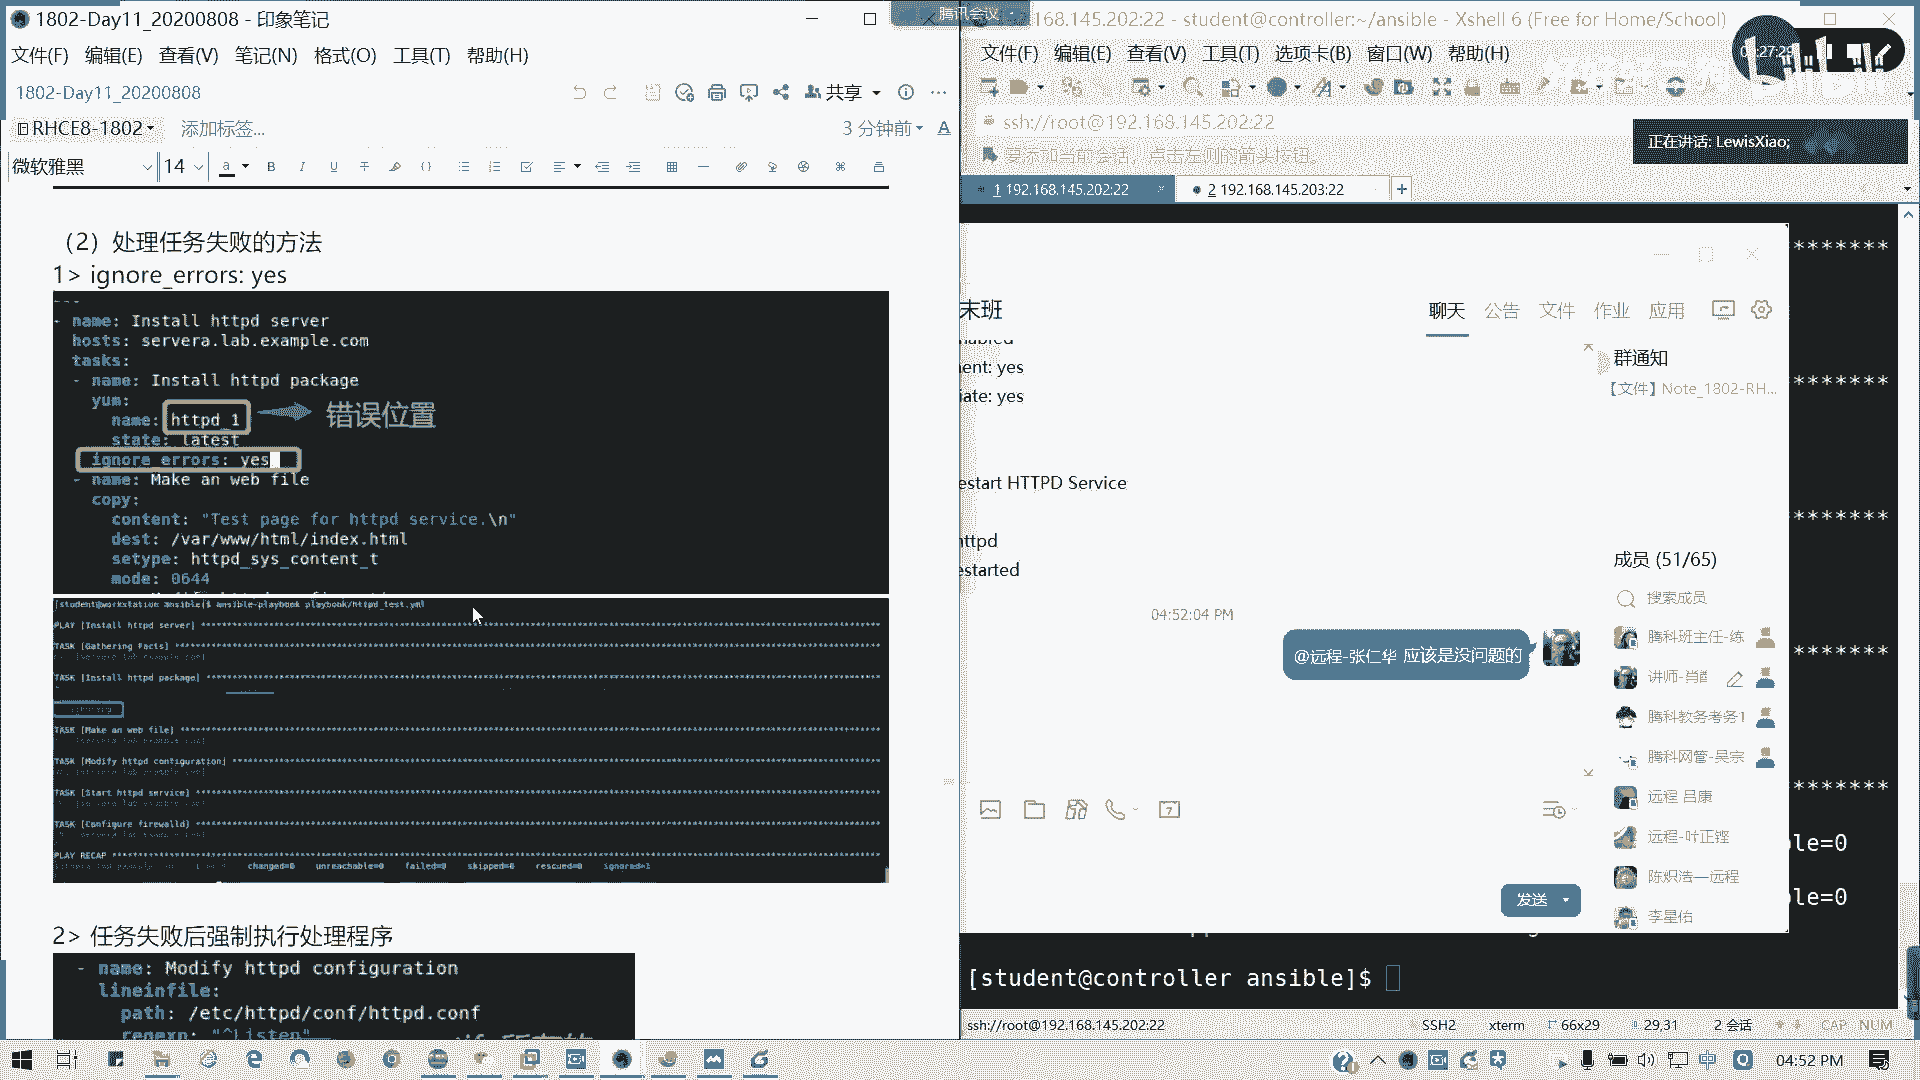 1802-Day11_20200808 - 印象笔记
文件(F) 编辑(E) 查看(V) 笔记(N) 格式(O) 工具(T) 帮助(H)
1802-Day11_20200808
共享
RHCE8-1802
添加标签...
3 分钟前
微软雅黑
14
（2）处理任务失败的方法
1> ignore_errors: yes
---
- name: Install httpd server
hosts: servera.lab.example.com
tasks:
- name: Install httpd package
yum:
name: httpd_1
错误位置
state: latest
ignore_errors: yes
- name: Make an web file
copy:
content: "Test page for httpd service.\n"
dest: /var/www/html/index.html
setype: httpd_sys_content_t
mode: 0644
[student@workstation ansible]$ ansible-playbook playbook/httpd_test.yml
PLAY [Install httpd server]
TASK [Gathering Facts]
TASK [Install httpd package]
TASK [Make an web file]
TASK [Modify httpd configuration]
TASK [Start httpd service]
TASK [Configure firewalld]
PLAY RECAP
changed=0 unreachable=0 failed=0 skipped=0 rescued=0 ignored=1
2> 任务失败后强制执行处理程序
- name: Modify httpd configuration
lineinfile:
path: /etc/httpd/conf/httpd.conf
regexp: "^Listen"
腾讯会议
168.145.202:22 - student@controller:~/ansible - Xshell 6 (Free for Home/School)
文件(F) 编辑(E) 查看(V) 工具(T) 选项卡(B) 窗口(W) 帮助(H)
ssh://root@192.168.145.202:22
要添加当前会话，点击左侧的箭头按钮。
正在讲话: LewisXiao;
1 192.168.145.202:22
2 192.168.145.203:22
末班
聊天 公告 文件 作业 应用
nent: yes
iate: yes
estart HTTPD Service
ttpd
estarted
04:52:04 PM
@远程-张仁华 应该是没问题的
发送
群通知
【文件】Note_1802-RH...
成员 (51/65)
搜索成员
腾科班主任-练
讲师-肖
腾科教务考务1
腾科网管-吴宗
远程 吕康
远程-叶正铿
陈炽浩—远程
李星佑
ole=0
ole=0
[student@controller ansible]$
ssh://root@192.168.145.202:22
SSH2
xterm
66x29
29,31
2 会话
CAP NUM
中
04:52 PM